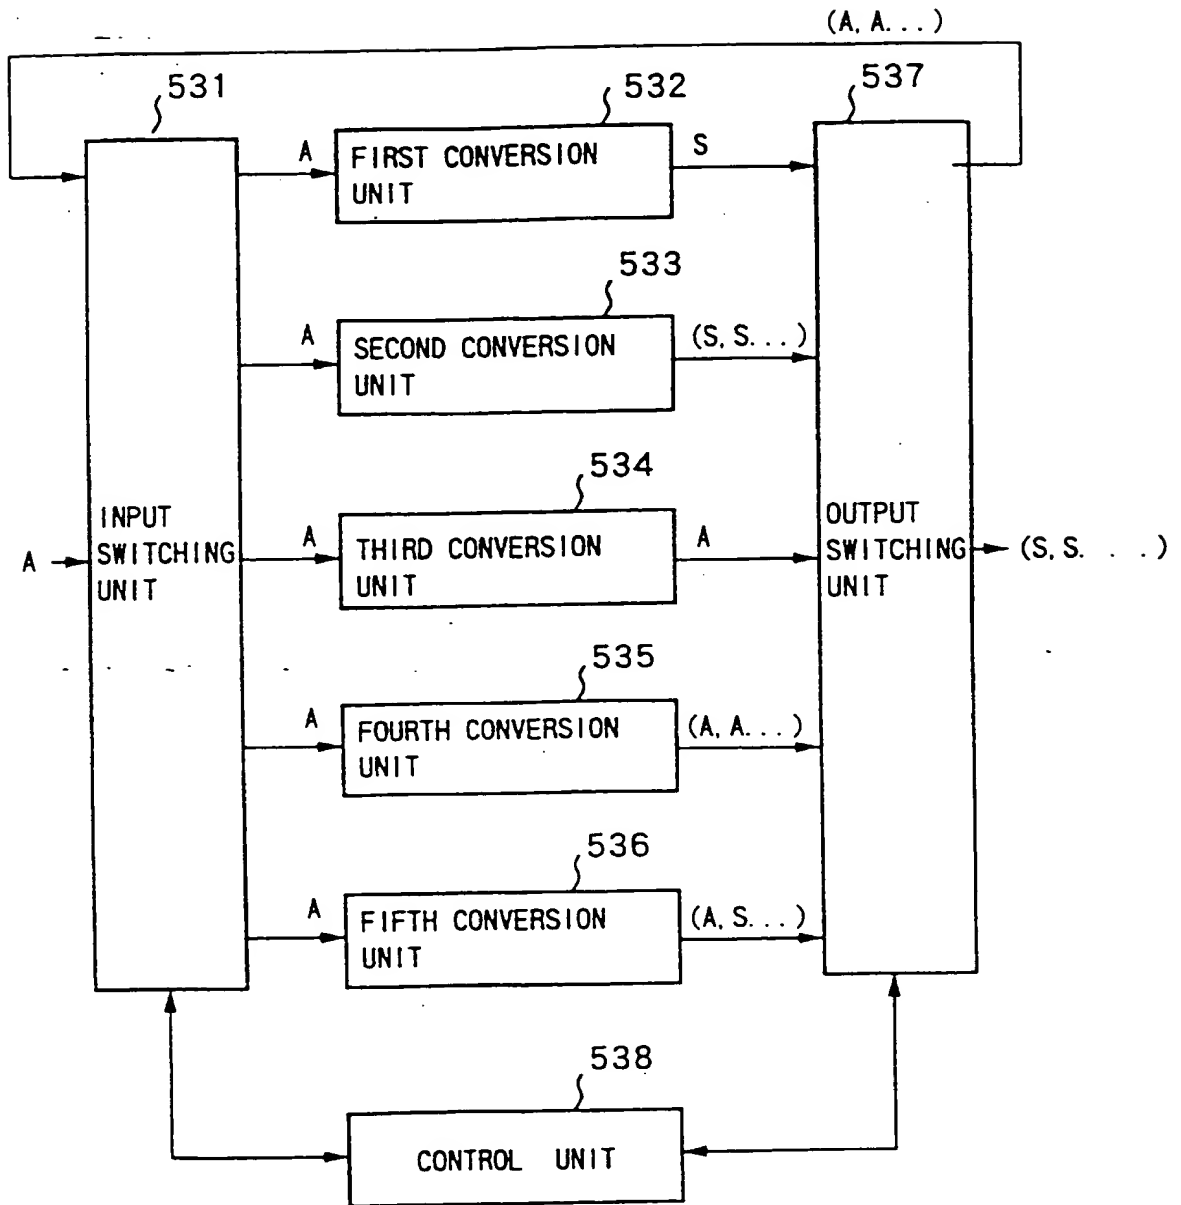 (A, A...)
531
532
537
A
FIRST CONVERSION
UNIT
S
533
A
SECOND CONVERSION
UNIT
(S, S...)
534
A
INPUT
SWITCHING
UNIT
A
THIRD CONVERSION
UNIT
A
OUTPUT
SWITCHING
UNIT
(S, S. . . .)
535
A
FOURTH CONVERSION
UNIT
(A, A...)
536
A
FIFTH CONVERSION
UNIT
(A, S...)
538
CONTROL UNIT